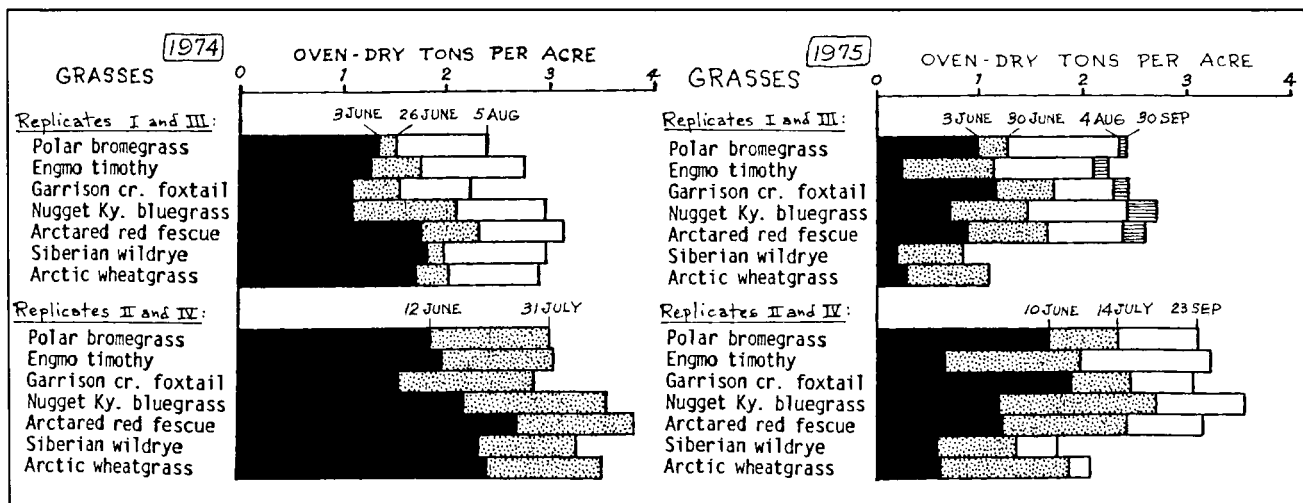 1974
OVEN-DRY TONS PER ACRE
GRASSES
0 1 2 3 4
Replicates I and III:
3 JUNE 26 JUNE 5 AUG
Polar bromegrass
Engmo timothy
Garrison cr. foxtail
Nugget Ky. bluegrass
Arctared red fescue
Siberian wildrye
Arctic wheatgrass
Replicates II and IV:
12 JUNE 31 JULY
Polar bromegrass
Engmo timothy
Garrison cr. foxtail
Nugget Ky. bluegrass
Arctared red fescue
Siberian wildrye
Arctic wheatgrass
1975
OVEN-DRY TONS PER ACRE
GRASSES
0 1 2 3 4
Replicates I and III:
3 JUNE 30 JUNE 4 AUG 30 SEP
Polar bromegrass
Engmo timothy
Garrison cr. foxtail
Nugget Ky. bluegrass
Arctared red fescue
Siberian wildrye
Arctic wheatgrass
Replicates II and IV:
10 JUNE 14 JULY 23 SEP
Polar bromegrass
Engmo timothy
Garrison cr. foxtail
Nugget Ky. bluegrass
Arctared red fescue
Siberian wildrye
Arctic wheatgrass